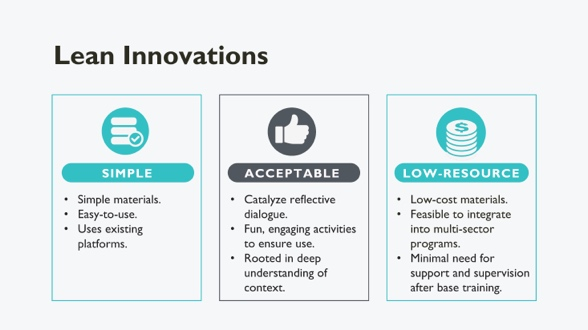 Lean Innovations
SIMPLE
• Simple materials.
• Easy-to-use.
• Uses existing
platforms.
ACCEPTABLE
• Catalyze reflective
dialogue.
• Fun, engaging activities
to ensure use.
• Rooted in deep
understanding of
context.
$
LOW-RESOURCE
• Low-cost materials.
• Feasible to integrate
into multi-sector
programs.
• Minimal need for
support and supervision
after base training.